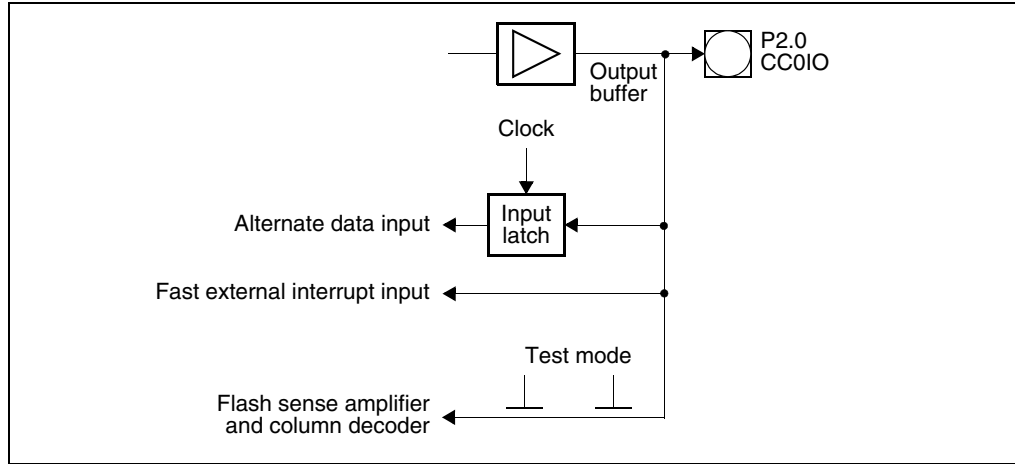 P2.0
CC0IO
Output
buffer
Clock
Input
latch
Alternate data input
Fast external interrupt input
Test mode
Flash sense amplifier
and column decoder